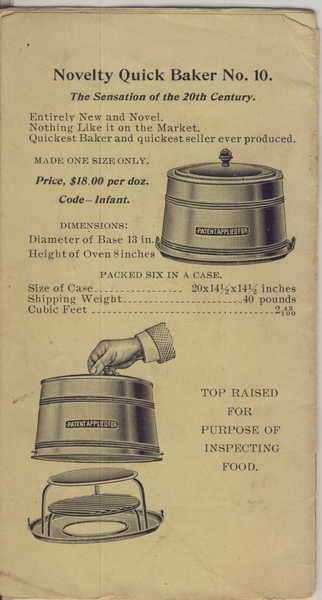 Novelty Quick Baker No. 10.
The Sensation of the 20th Century.
Entirely New and Novel.
Nothing Like it on the Market.
Quickest Baker and quickest seller ever produced.
MADE ONE SIZE ONLY.
Price, $18.00 per doz.
Code—Infant.
DIMENSIONS:
Diameter of Base 13 in.
Height of Oven 8 inches
PATENT APPLIED FOR
PACKED SIX IN A CASE.
Size of Case 20x14½x14½ inches
Shipping Weight 40 pounds
Cubic Feet 2 43/100
PATENT APPLIED FOR
TOP RAISED
FOR
PURPOSE OF
INSPECTING
FOOD.